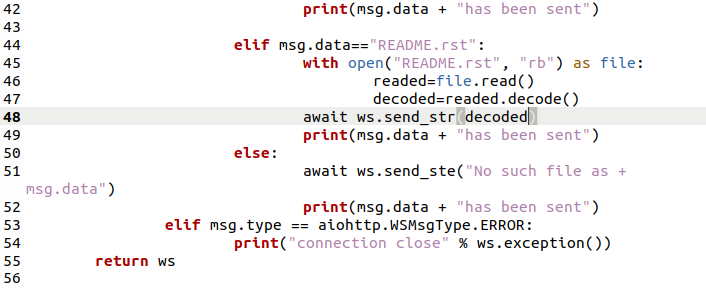 42 print(msg.data + "has been sent")
43
44 elif msg.data=="README.rst":
45 with open("README.rst", "rb") as file:
46 readed=file.read()
47 decoded=readed.decode()
48 await ws.send_str(decoded)
49 print(msg.data + "has been sent")
50 else:
51 await ws.send_ste("No such file as +
msg.data")
52 print(msg.data + "has been sent")
53 elif msg.type == aiohttp.WSMsgType.ERROR:
54 print("connection close" % ws.exception())
55 return ws
56